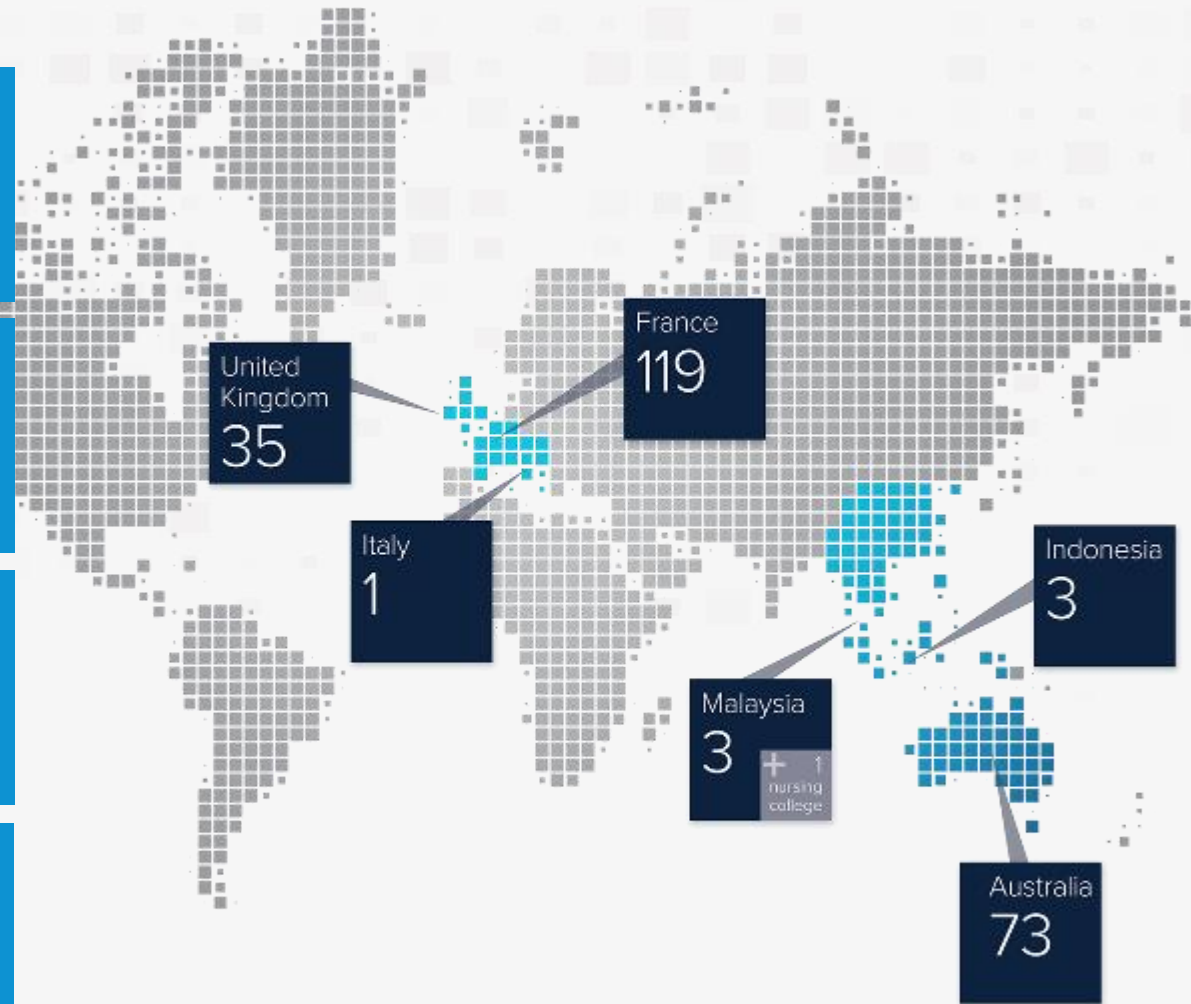 France
119
United
Kingdom
35
Italy
1
Indonesia
3
Malaysia
3
+ 1
nursing
college
Australia
73